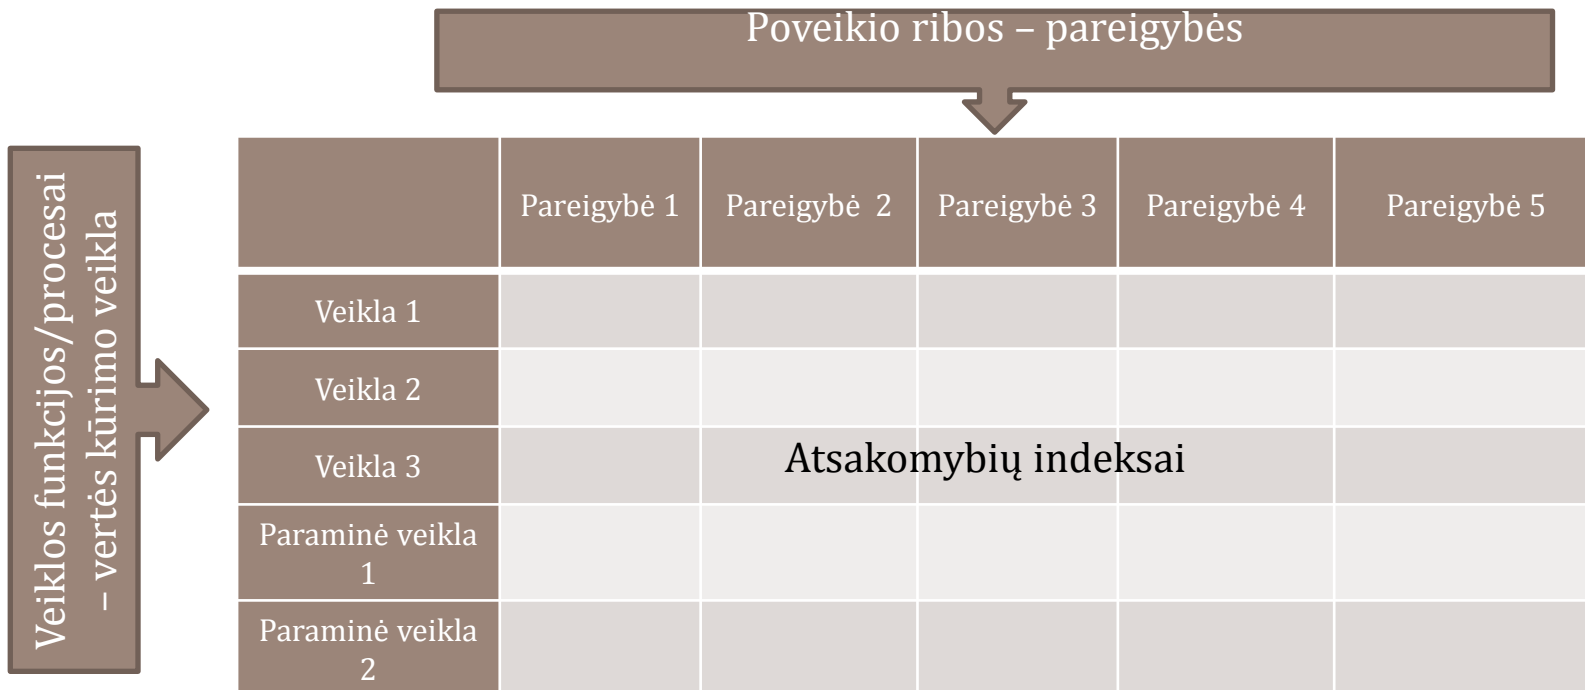 Poveikio ribos – pareigybės
Veiklos funkcijos/procesai
– vertės kūrimo veikla
Pareigybė 1
Pareigybė 2
Pareigybė 3
Pareigybė 4
Pareigybė 5
Veikla 1
Veikla 2
Veikla 3
Atsakomybių indeksai
Paraminė veikla
1
Paraminė veikla
2